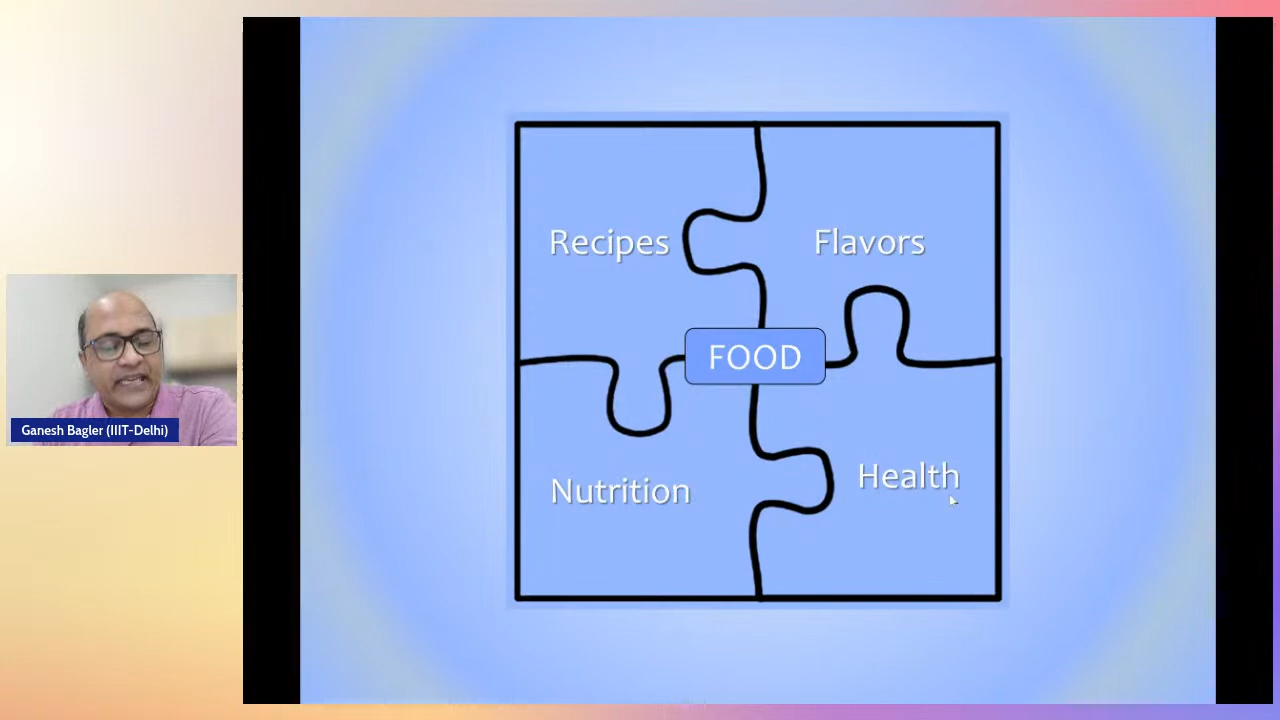 Recipes
Flavors
FOOD
Nutrition
Health
Ganesh Bagler (IIIT-Delhi)